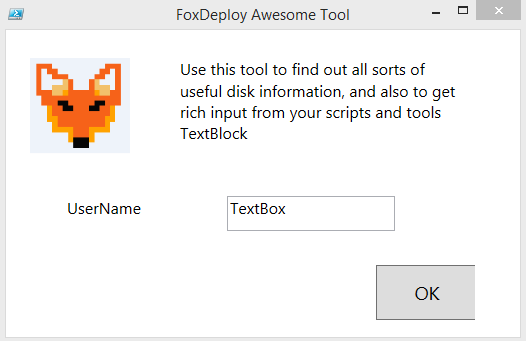 FoxDeploy Awesome Tool
Use this tool to find out all sorts of
useful disk information, and also to get
rich input from your scripts and tools
TextBlock
UserName
TextBox
OK